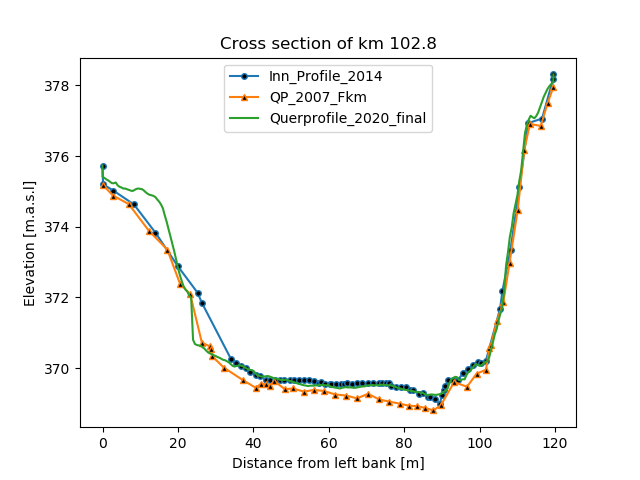 Cross section of km 102.8
Inn_Profile_2014
QP_2007_Fkm
Querprofile_2020_final
Elevation [m.a.s.l]
378
376
374
372
370
0 20 40 60 80 100 120
Distance from left bank [m]